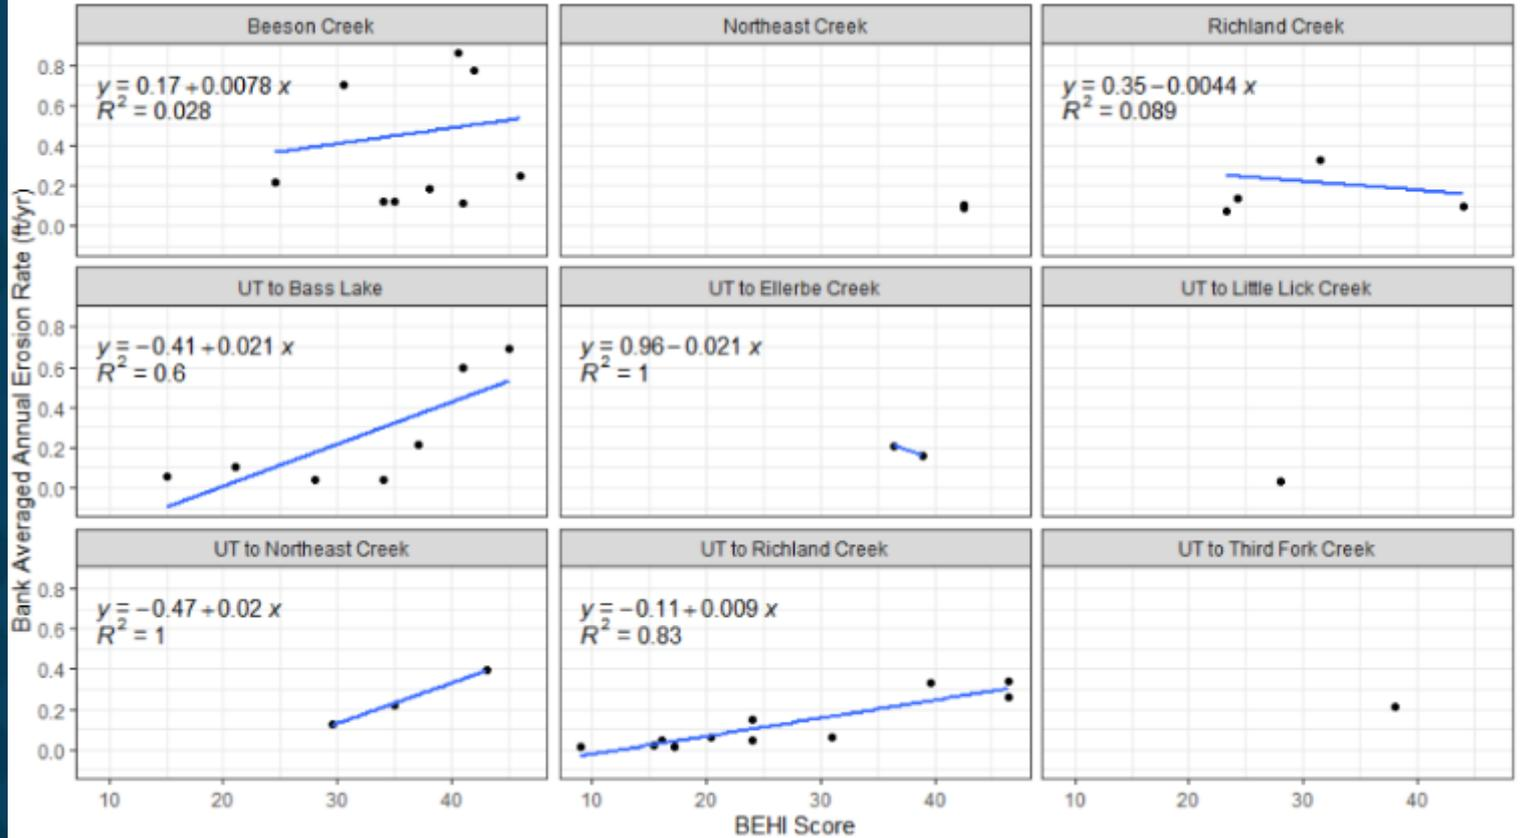 Beeson Creek
Northeast Creek
Richland Creek
y = 0.17 + 0.0078 x
R² = 0.028
y = 0.35 − 0.0044 x
R² = 0.089
0.8
0.6
0.4
0.2
0.0
UT to Bass Lake
UT to Ellerbe Creek
UT to Little Lick Creek
y = −0.41 + 0.021 x
R² = 0.6
y = 0.96 − 0.021 x
R² = 1
0.8
0.6
0.4
0.2
0.0
UT to Northeast Creek
UT to Richland Creek
UT to Third Fork Creek
y = −0.47 + 0.02 x
R² = 1
y = −0.11 + 0.009 x
R² = 0.83
0.8
0.6
0.4
0.2
0.0
Bank Averaged Annual Erosion Rate (ft/yr)
10 20 30 40 10 20 30 40 10 20 30 40
BEHI Score